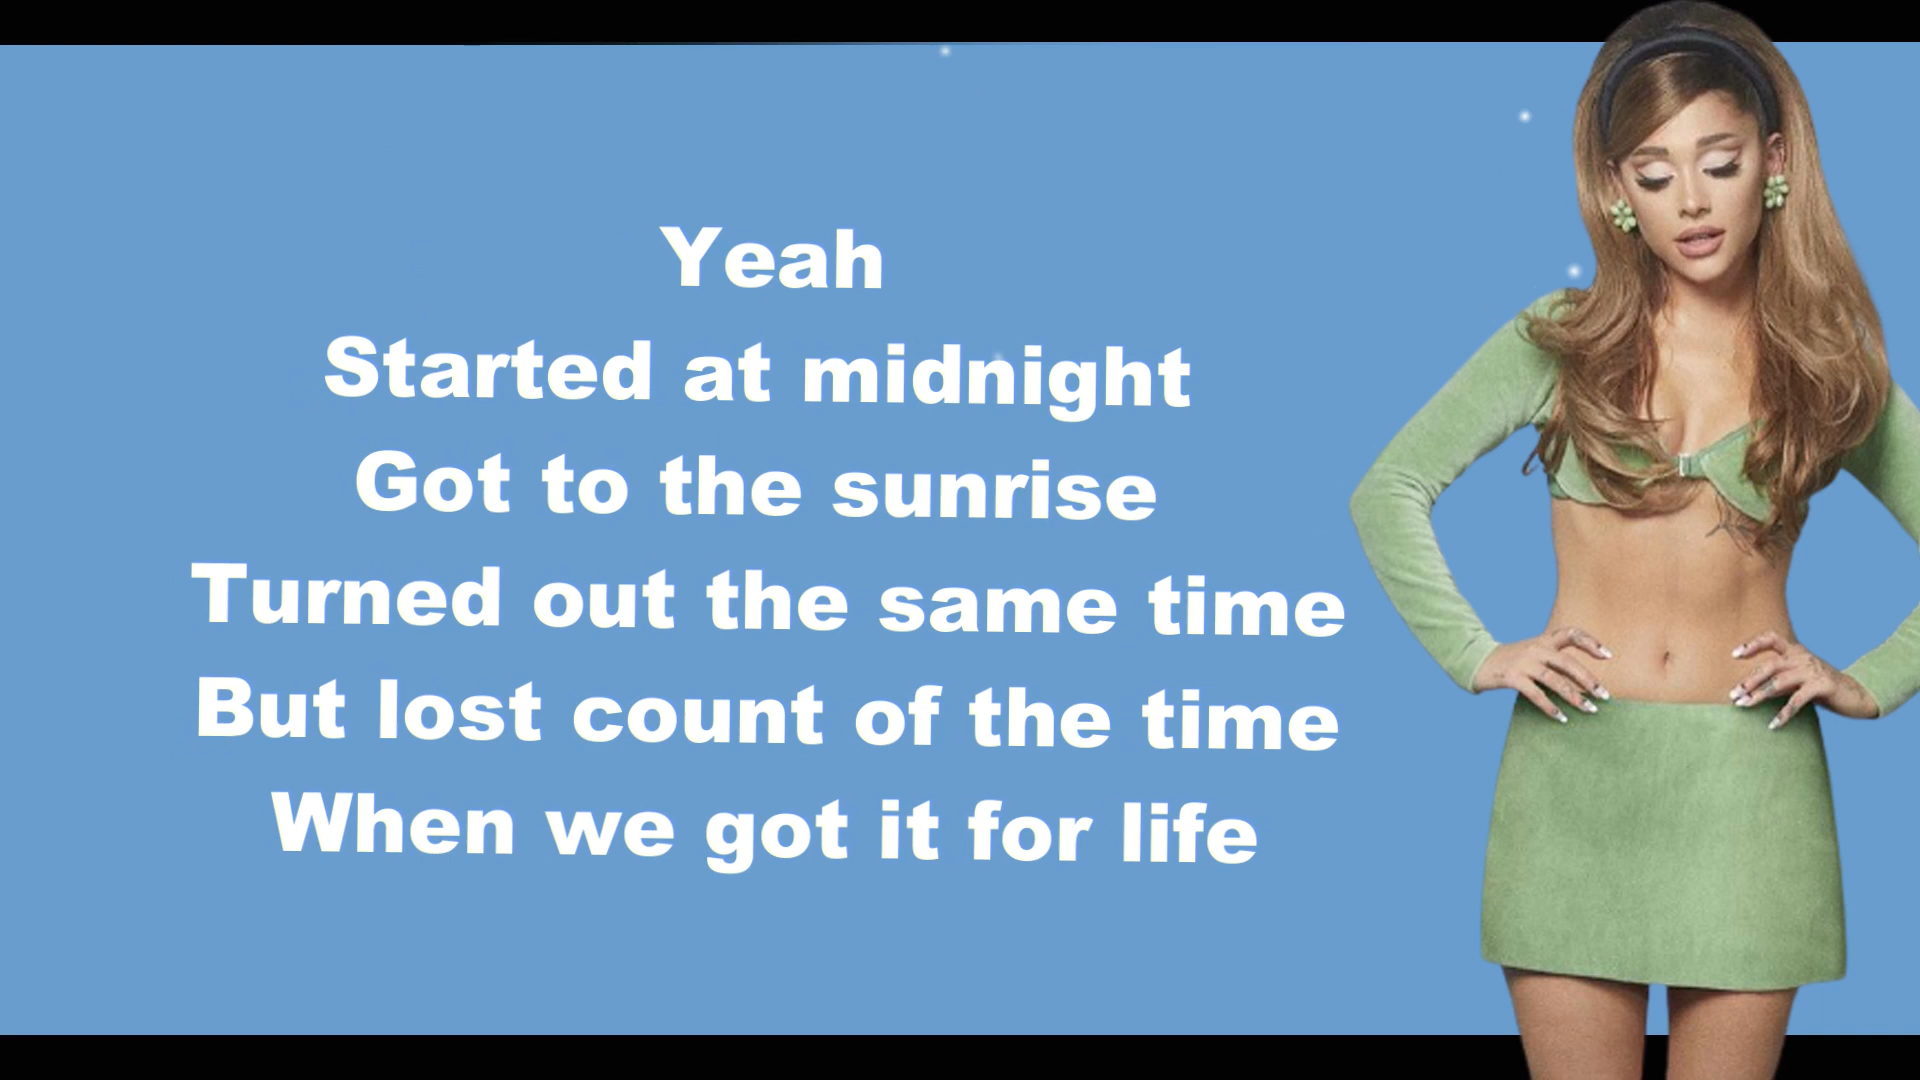 Yeah
Started at midnight
Got to the sunrise
Turned out the same time
But lost count of the time
When we got it for life